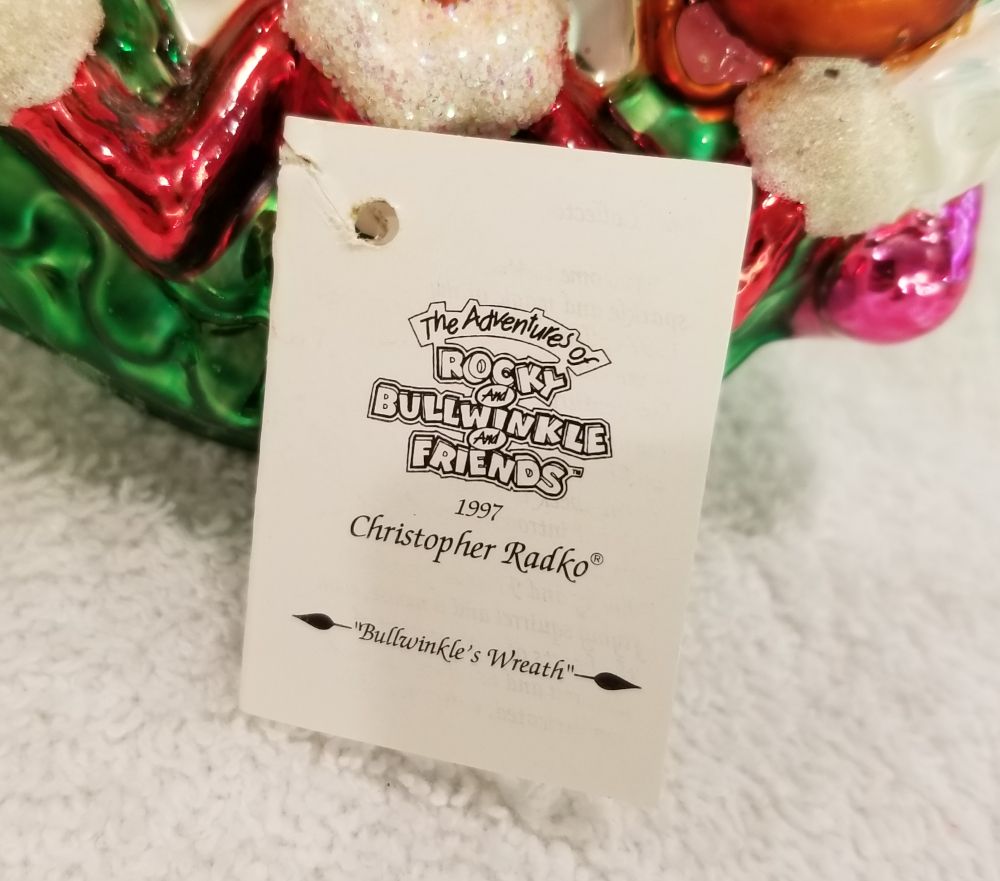 The Adventures of
ROCKY
And
BULLWINKLE
And
FRIENDS™
1997
Christopher Radko®
"Bullwinkle's Wreath"